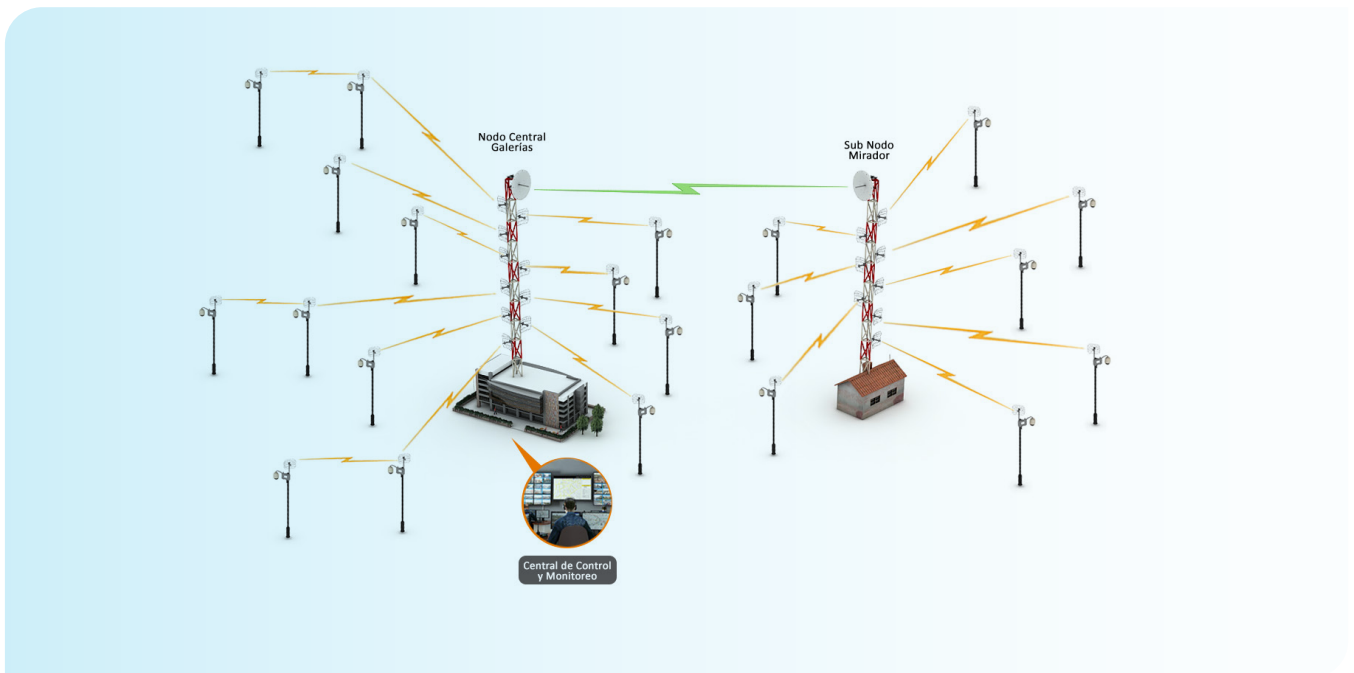 Nodo Central
Galerías
Sub Nodo
Mirador
Central de Control
y Monitoreo